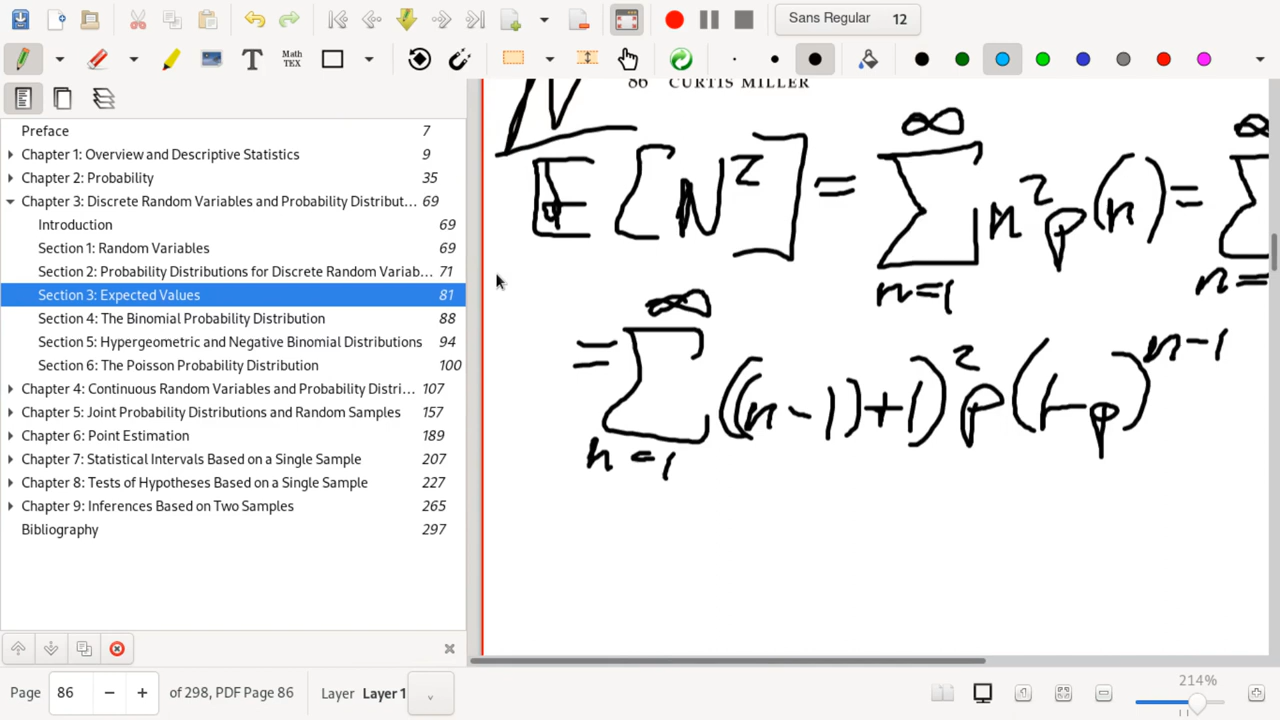 Sans Regular 12
Math TEX
Preface 7
Chapter 1: Overview and Descriptive Statistics 9
Chapter 2: Probability 35
Chapter 3: Discrete Random Variables and Probability Distribut... 69
Introduction 69
Section 1: Random Variables 69
Section 2: Probability Distributions for Discrete Random Variab... 71
Section 3: Expected Values 81
Section 4: The Binomial Probability Distribution 88
Section 5: Hypergeometric and Negative Binomial Distributions 94
Section 6: The Poisson Probability Distribution 100
Chapter 4: Continuous Random Variables and Probability Distri... 107
Chapter 5: Joint Probability Distributions and Random Samples 157
Chapter 6: Point Estimation 189
Chapter 7: Statistical Intervals Based on a Single Sample 207
Chapter 8: Tests of Hypotheses Based on a Single Sample 227
Chapter 9: Inferences Based on Two Samples 265
Bibliography 297
86 CURTIS MILLER
N
E[N²] = ∑_{n=1}^{∞} n² p(n) = ∑_{n=}^{∞}
= ∑_{n=1}^{∞} ((n-1)+1)² p(1-p)^{n-1}
Page 86 of 298, PDF Page 86 Layer Layer 1 214%